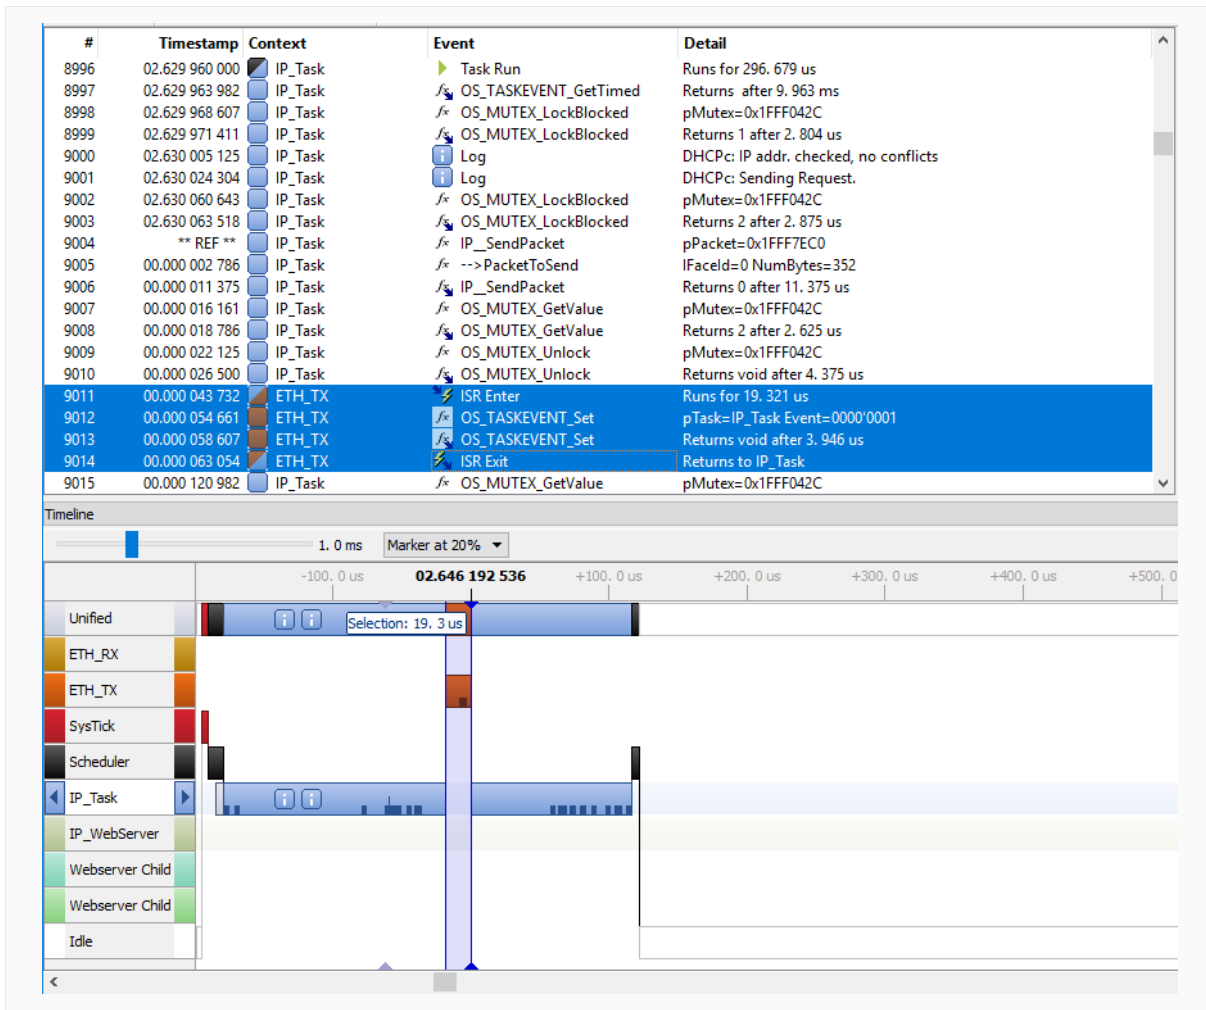 # Timestamp Context Event Detail
8996 02.629 960 000 IP_Task Task Run Runs for 296. 679 us
8997 02.629 963 982 IP_Task OS_TASKEVENT_GetTimed Returns after 9. 963 ms
8998 02.629 968 607 IP_Task OS_MUTEX_LockBlocked pMutex=0x1FFF042C
8999 02.629 971 411 IP_Task OS_MUTEX_LockBlocked Returns 1 after 2. 804 us
9000 02.630 005 125 IP_Task Log DHCPc: IP addr. checked, no conflicts
9001 02.630 024 304 IP_Task Log DHCPc: Sending Request.
9002 02.630 060 643 IP_Task OS_MUTEX_LockBlocked pMutex=0x1FFF042C
9003 02.630 063 518 IP_Task OS_MUTEX_LockBlocked Returns 2 after 2. 875 us
9004 ** REF ** IP_Task IP__SendPacket pPacket=0x1FFF7EC0
9005 00.000 002 786 IP_Task -->PacketToSend IFaceId=0 NumBytes=352
9006 00.000 011 375 IP_Task IP__SendPacket Returns 0 after 11. 375 us
9007 00.000 016 161 IP_Task OS_MUTEX_GetValue pMutex=0x1FFF042C
9008 00.000 018 786 IP_Task OS_MUTEX_GetValue Returns 2 after 2. 625 us
9009 00.000 022 125 IP_Task OS_MUTEX_Unlock pMutex=0x1FFF042C
9010 00.000 026 500 IP_Task OS_MUTEX_Unlock Returns void after 4. 375 us
9011 00.000 043 732 ETH_TX ISR Enter Runs for 19. 321 us
9012 00.000 054 661 ETH_TX OS_TASKEVENT_Set pTask=IP_Task Event=0000'0001
9013 00.000 058 607 ETH_TX OS_TASKEVENT_Set Returns void after 3. 946 us
9014 00.000 063 054 ETH_TX ISR Exit Returns to IP_Task
9015 00.000 120 982 IP_Task OS_MUTEX_GetValue pMutex=0x1FFF042C
Timeline
1. 0 ms Marker at 20%
-100. 0 us 02.646 192 536 +100. 0 us +200. 0 us +300. 0 us +400. 0 us +500. 0
Unified
Selection: 19. 3 us
ETH_RX
ETH_TX
SysTick
Scheduler
IP_Task
IP_WebServer
Webserver Child
Webserver Child
Idle